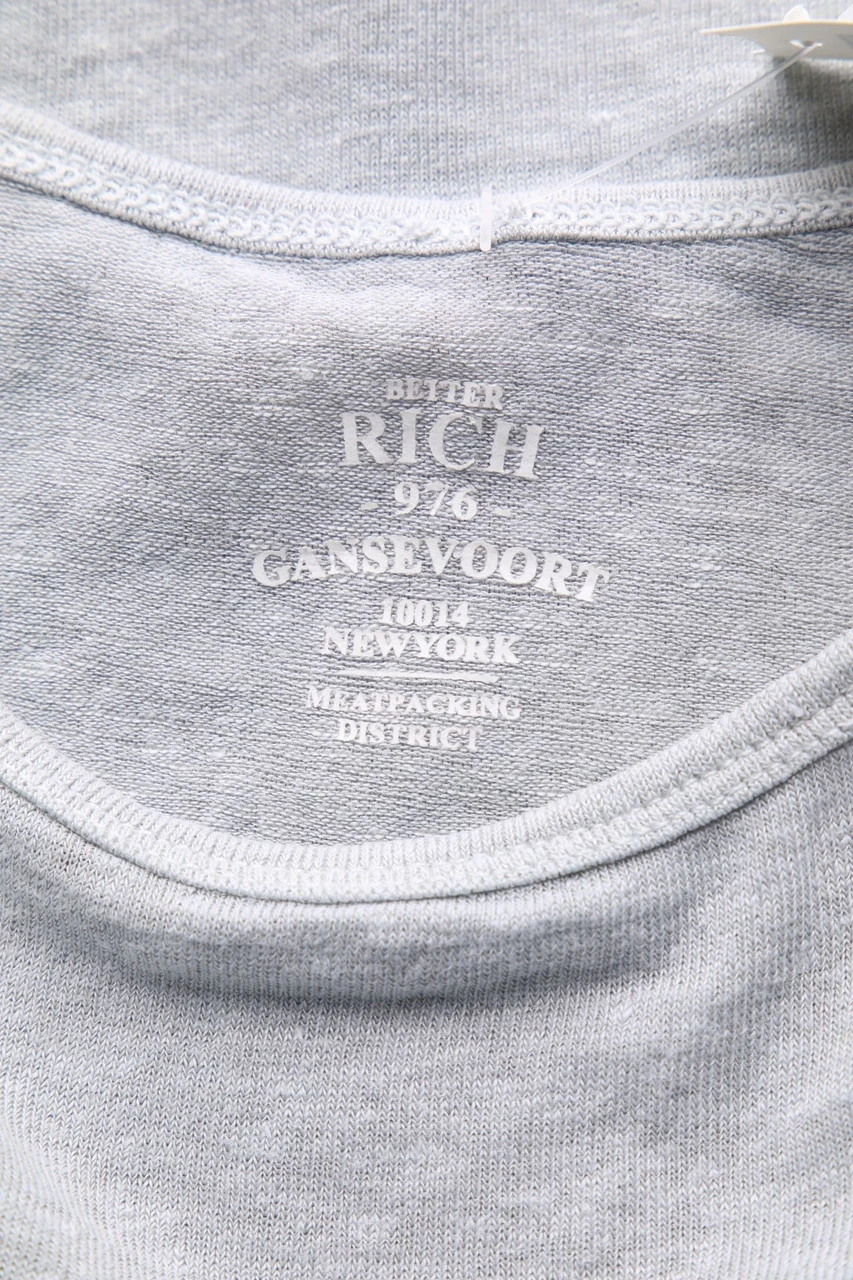 BETTER
RICH
- 976 -
GANSEVOORT
10014
NEWYORK
MEATPACKING
DISTRICT